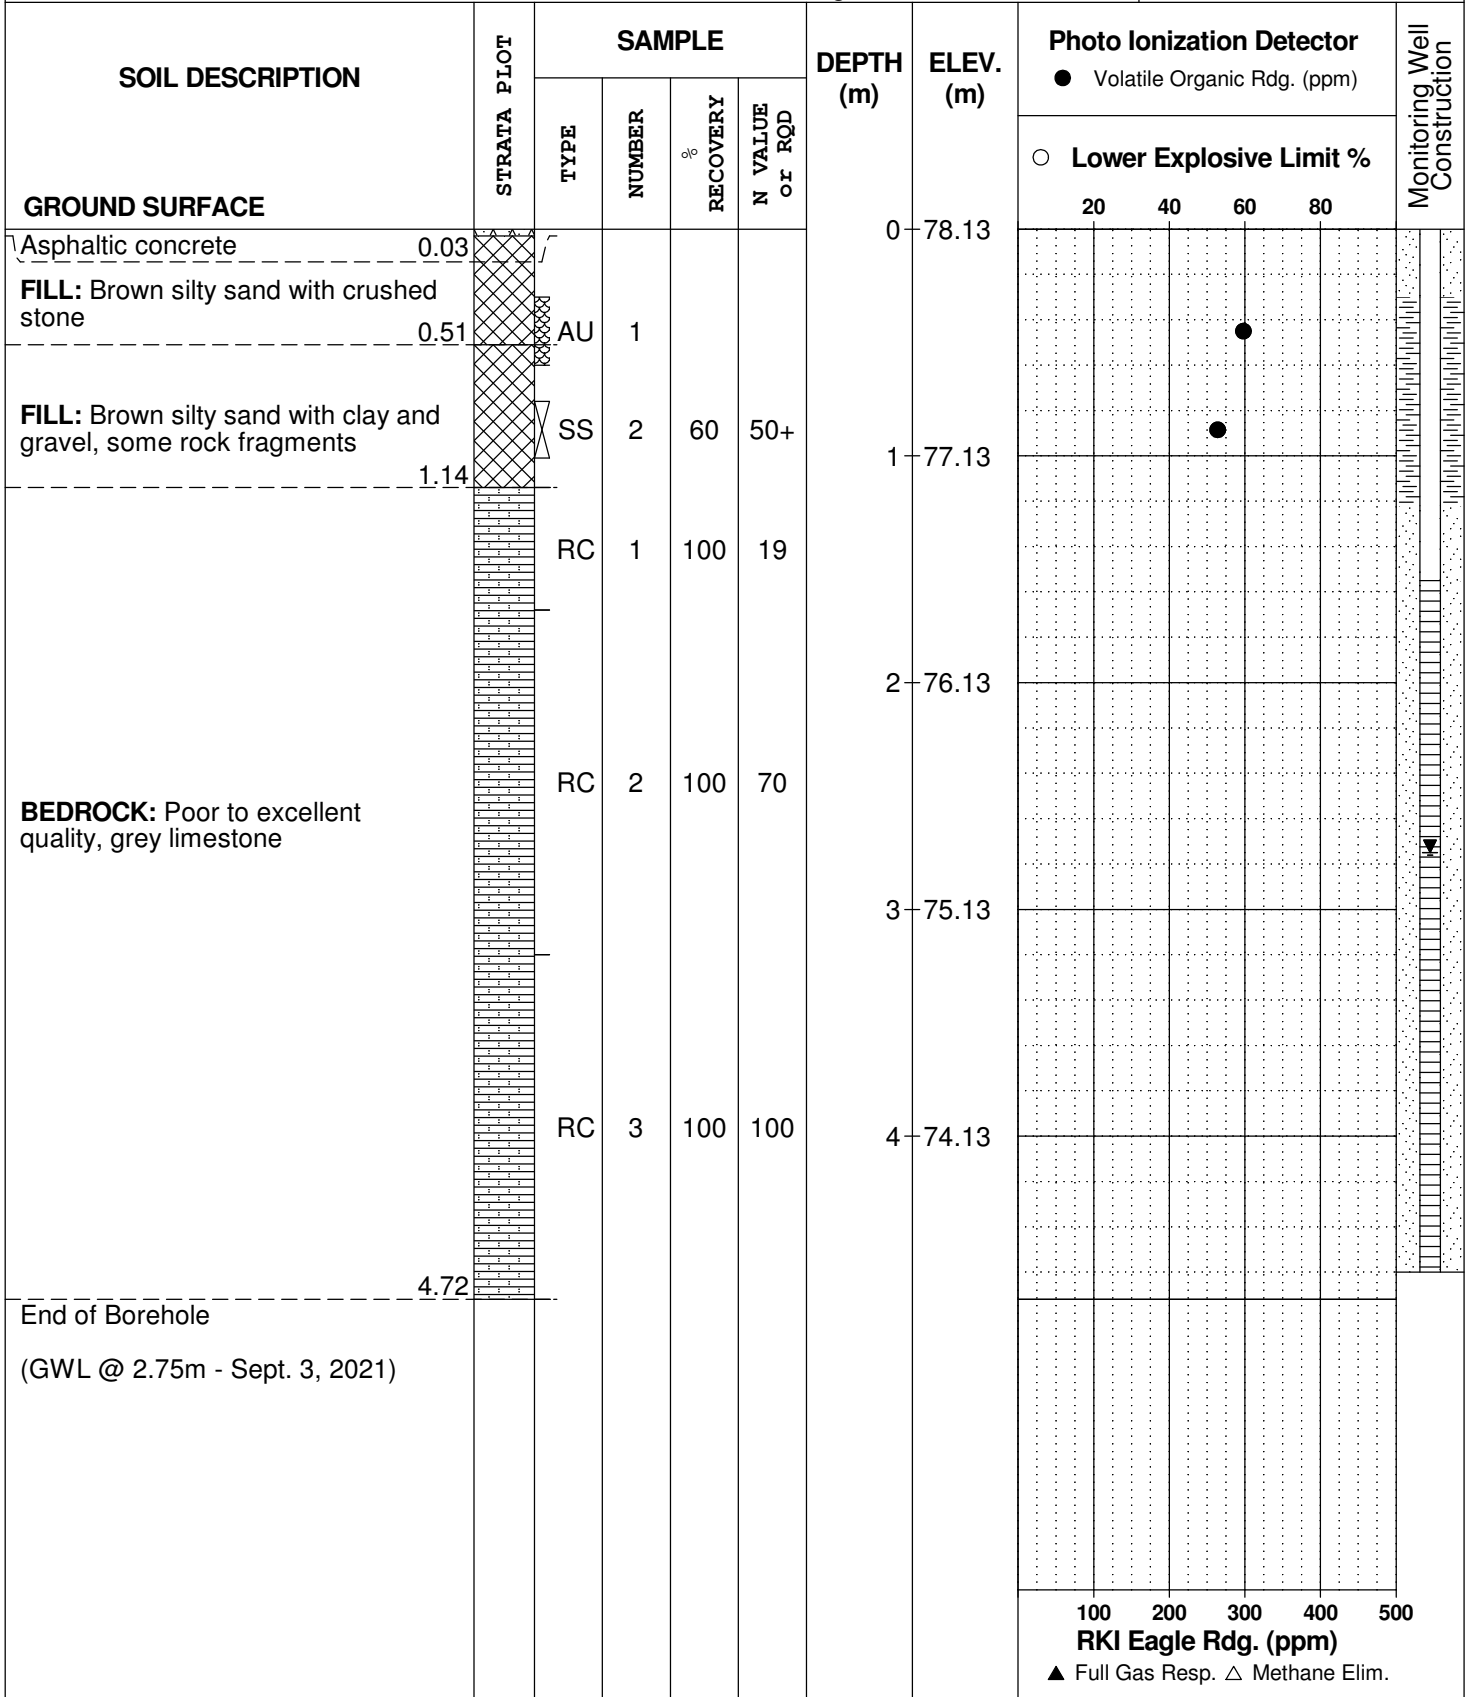 SOIL DESCRIPTION
GROUND SURFACE
STRATA PLOT
SAMPLE
TYPE
NUMBER
%
RECOVERY
N VALUE
or RQD
DEPTH
(m)
ELEV.
(m)
Photo Ionization Detector
● Volatile Organic Rdg. (ppm)
○ Lower Explosive Limit %
20 40 60 80
Monitoring Well
Construction
0 78.13
Asphaltic concrete 0.03
FILL: Brown silty sand with crushed
stone
0.51
AU 1
FILL: Brown silty sand with clay and
gravel, some rock fragments
SS 2 60 50+
1 77.13
1.14
RC 1 100 19
2 76.13
RC 2 100 70
BEDROCK: Poor to excellent
quality, grey limestone
3 75.13
RC 3 100 100
4 74.13
4.72
End of Borehole
(GWL @ 2.75m - Sept. 3, 2021)
100 200 300 400 500
RKI Eagle Rdg. (ppm)
▲ Full Gas Resp. △ Methane Elim.